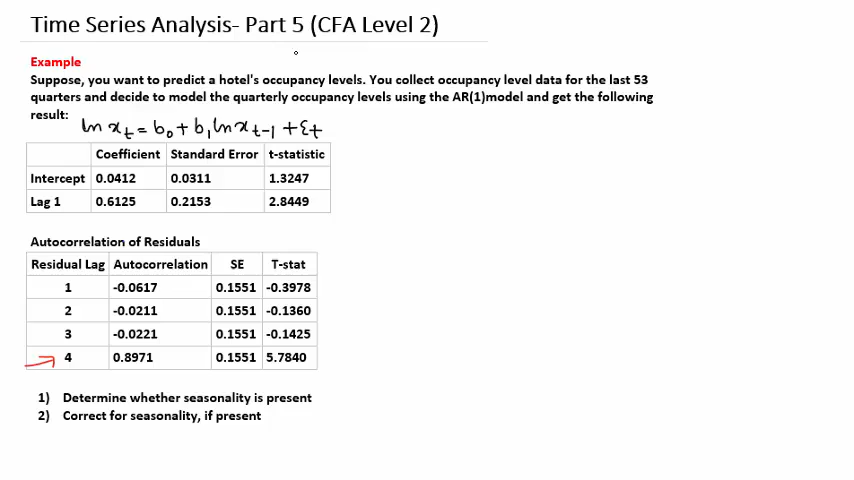 Time Series Analysis- Part 5 (CFA Level 2)
Example
Suppose, you want to predict a hotel's occupancy levels. You collect occupancy level data for the last 53
quarters and decide to model the quarterly occupancy levels using the AR(1)model and get the following
result:
ln x_t = b_0 + b_1 ln x_{t-1} + ε_t
Coefficient Standard Error t-statistic
Intercept 0.0412 0.0311 1.3247
Lag 1 0.6125 0.2153 2.8449
Autocorrelation of Residuals
Residual Lag Autocorrelation SE T-stat
1 -0.0617 0.1551 -0.3978
2 -0.0211 0.1551 -0.1360
3 -0.0221 0.1551 -0.1425
4 0.8971 0.1551 5.7840
1) Determine whether seasonality is present
2) Correct for seasonality, if present